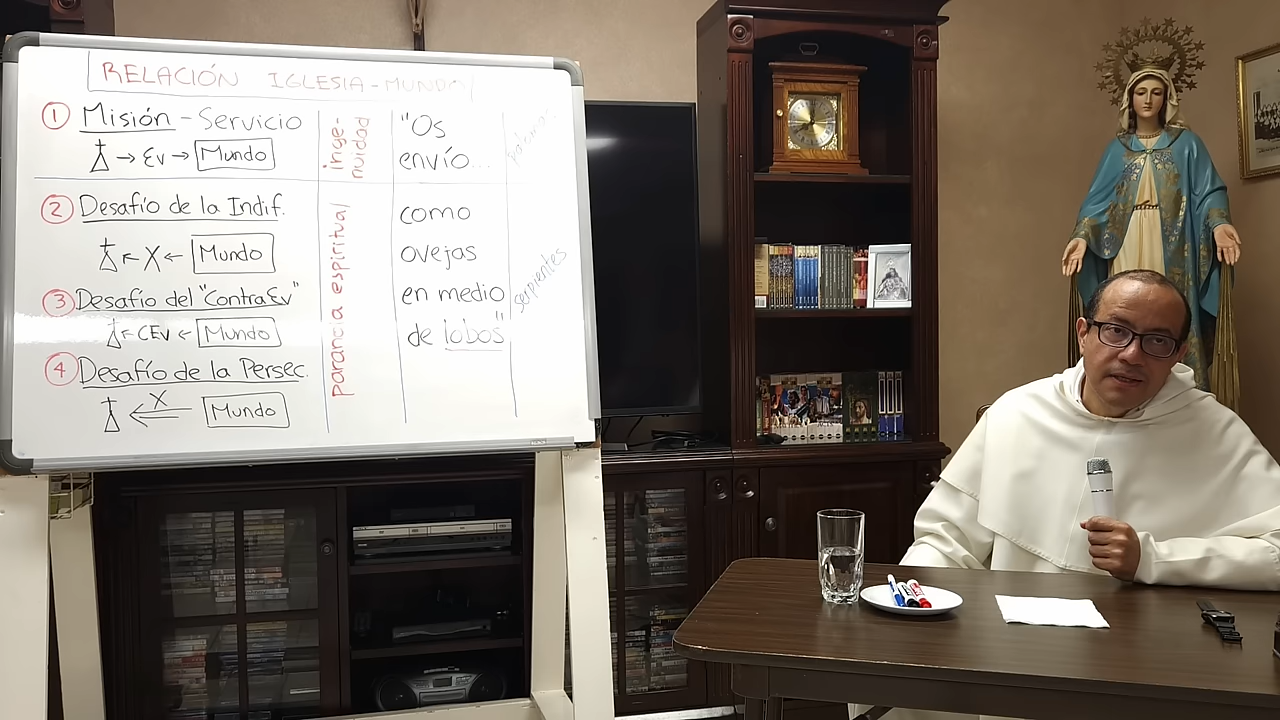 RELACIÓN IGLESIA-MUNDO
① Misión - Servicio
→ Ev → Mundo
② Desafío de la Indif.
← X ← Mundo
③ Desafío del "ContraEv"
← CEv ← Mundo
④ Desafío de la Persec.
X
← Mundo
inge-
nuidad
paranoia espiritual
"Os
envío...
como
ovejas
en medio
de lobos"
palomas
serpientes